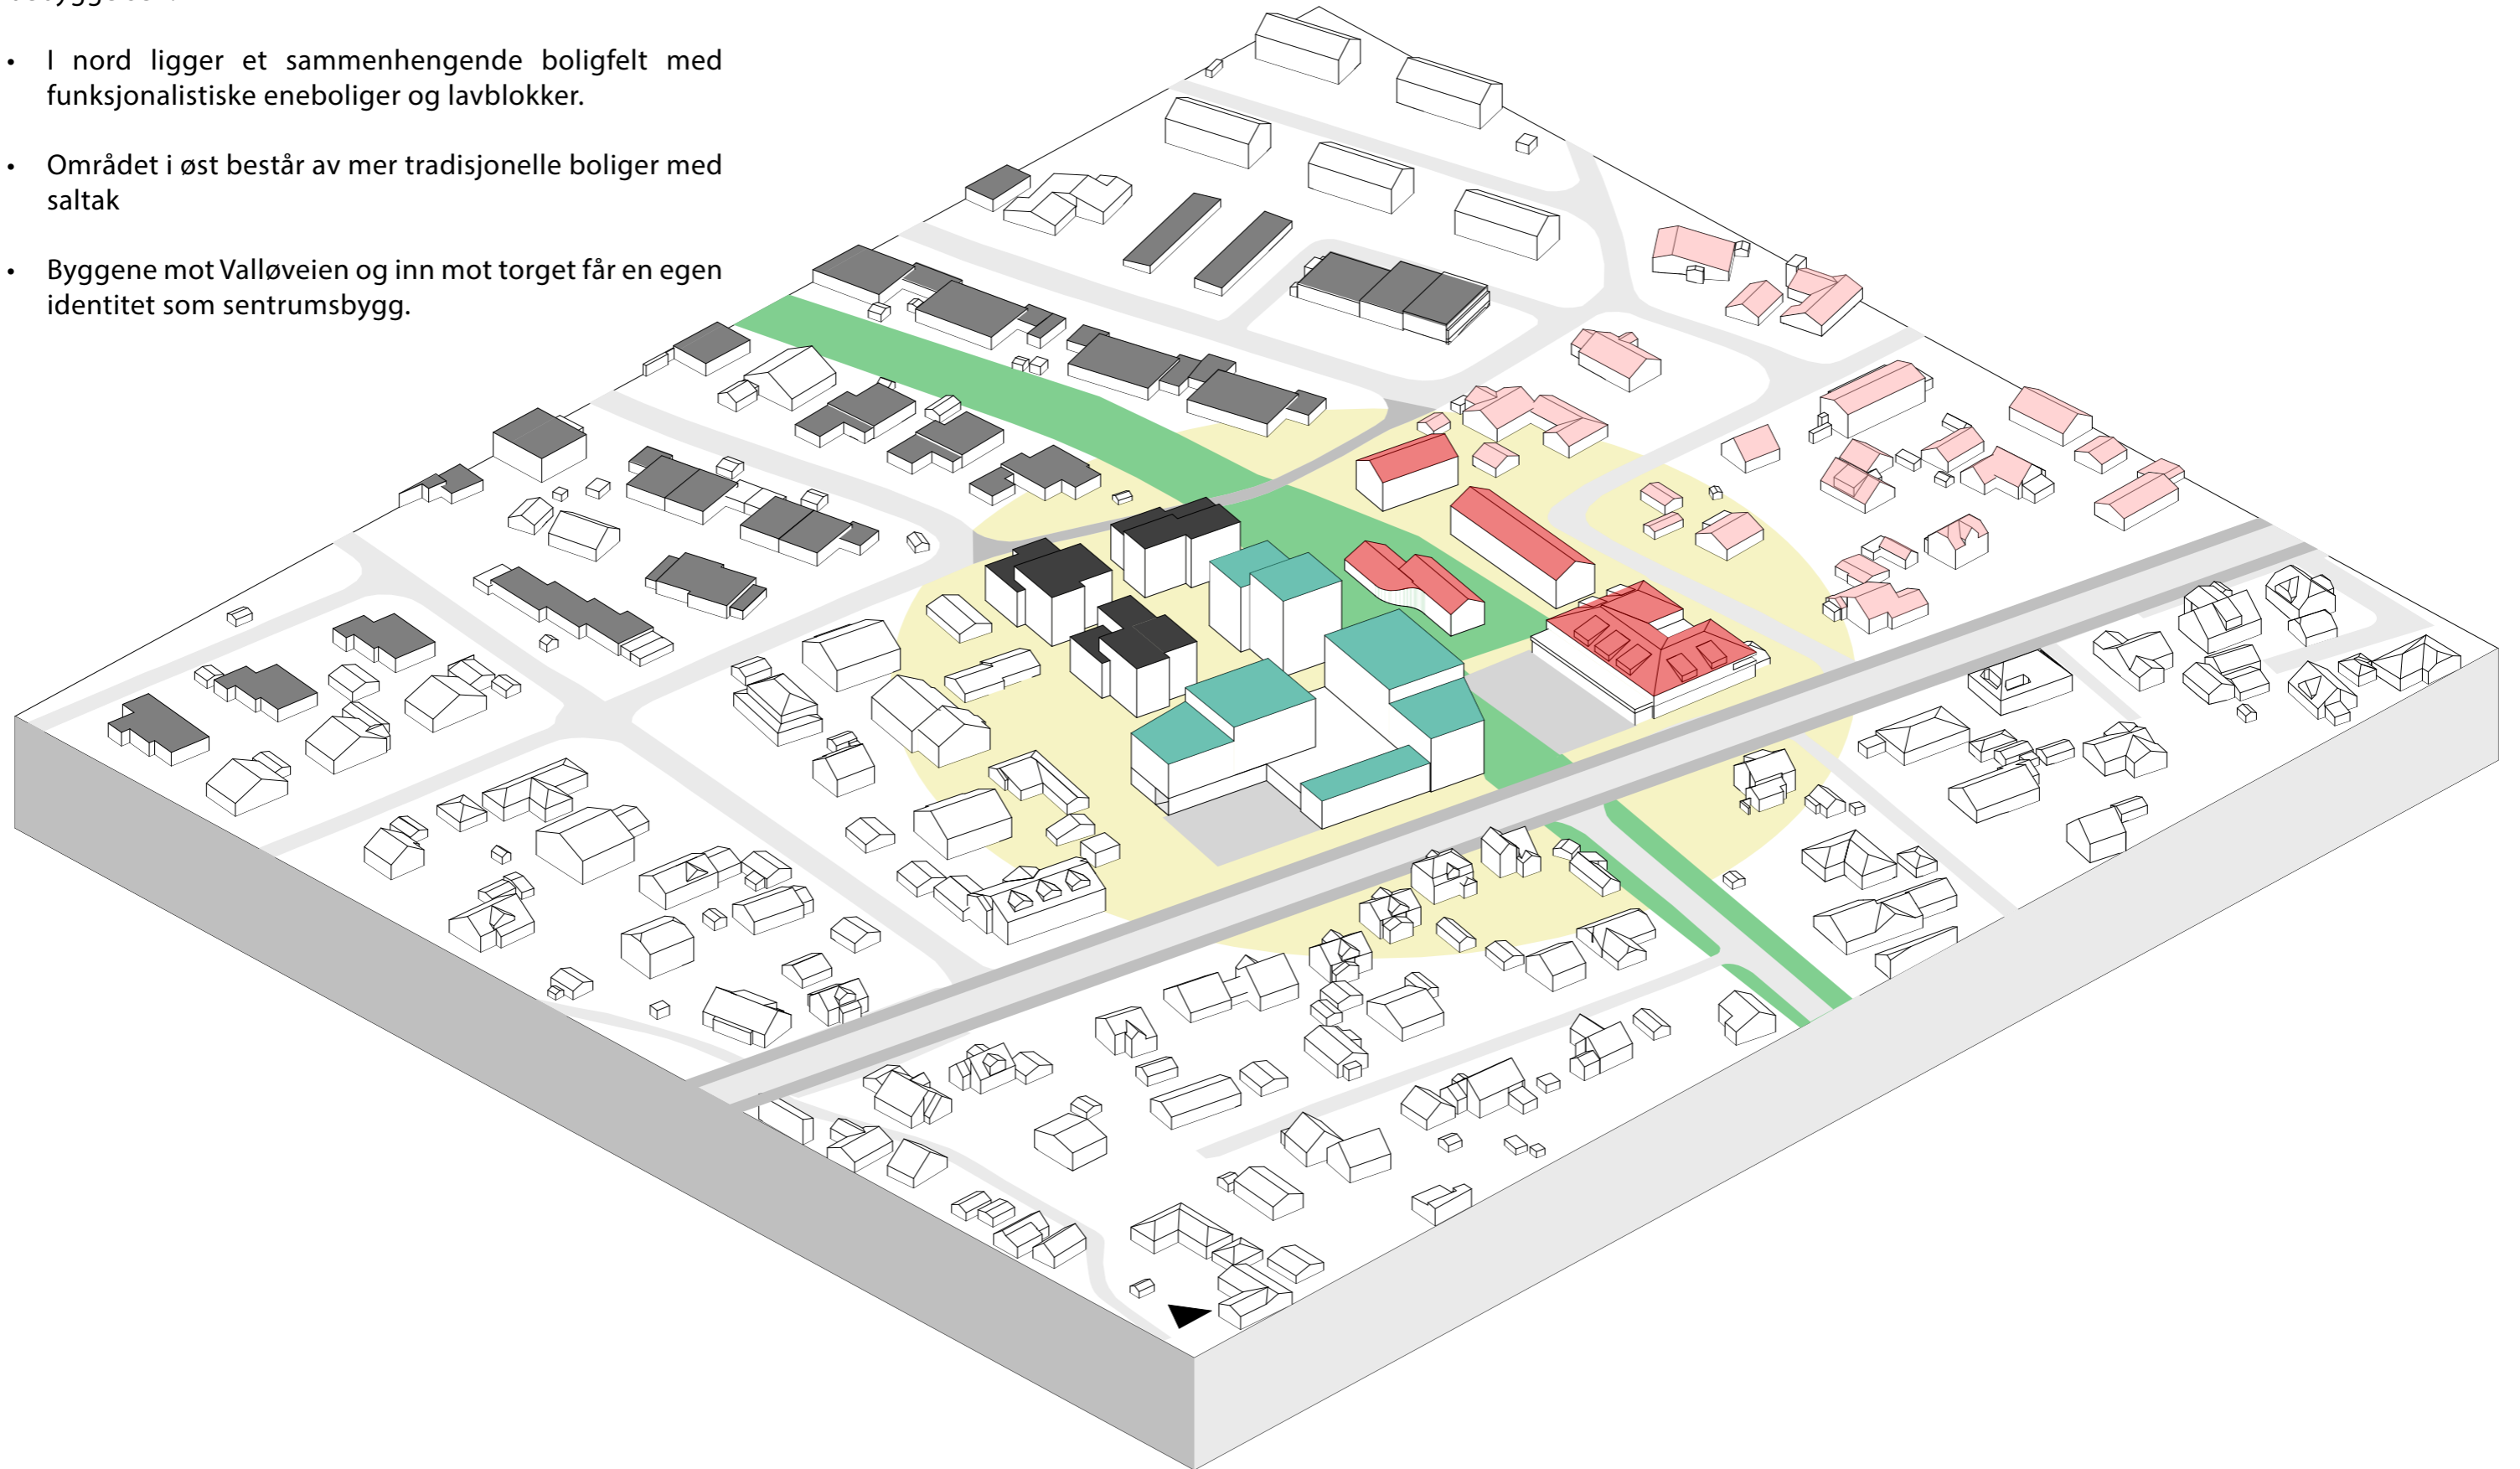 • I nord ligger et sammenhengende boligfelt med
funksjonalistiske eneboliger og lavblokker.
• Området i øst består av mer tradisjonelle boliger med
saltak
• Byggene mot Valløveien og inn mot torget får en egen
identitet som sentrumsbygg.